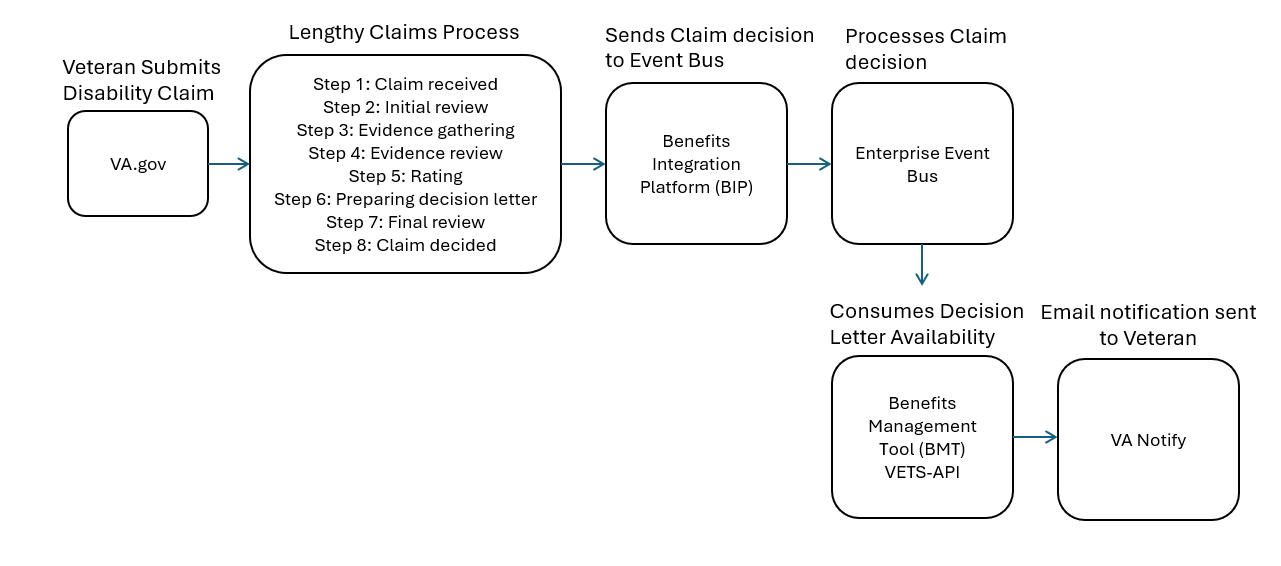 Veteran Submits
Disability Claim
VA.gov
Lengthy Claims Process
Step 1: Claim received
Step 2: Initial review
Step 3: Evidence gathering
Step 4: Evidence review
Step 5: Rating
Step 6: Preparing decision letter
Step 7: Final review
Step 8: Claim decided
Sends Claim decision
to Event Bus
Benefits
Integration
Platform (BIP)
Processes Claim
decision
Enterprise Event
Bus
Consumes Decision
Letter Availability
Benefits
Management
Tool (BMT)
VETS-API
Email notification sent
to Veteran
VA Notify